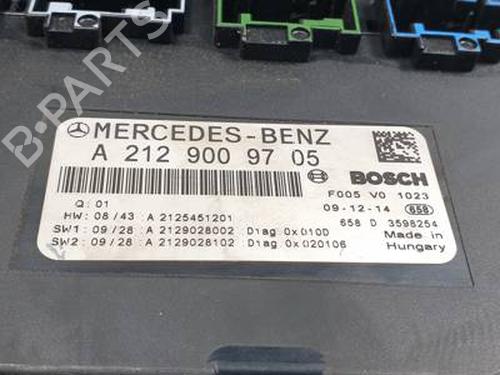 B-PARTS
MERCEDES-BENZ
A 212 900 97 05
BOSCH
Q: 01
F005 V0 1023
HW: 08/43 A 2125451201
09-12-14 658
SW1: 09/28 A 2129028002 Diag 0x010D
658 D 3598254
SW2: 09/28 A 2129028102 Diag 0x020106
Made in
Hungary